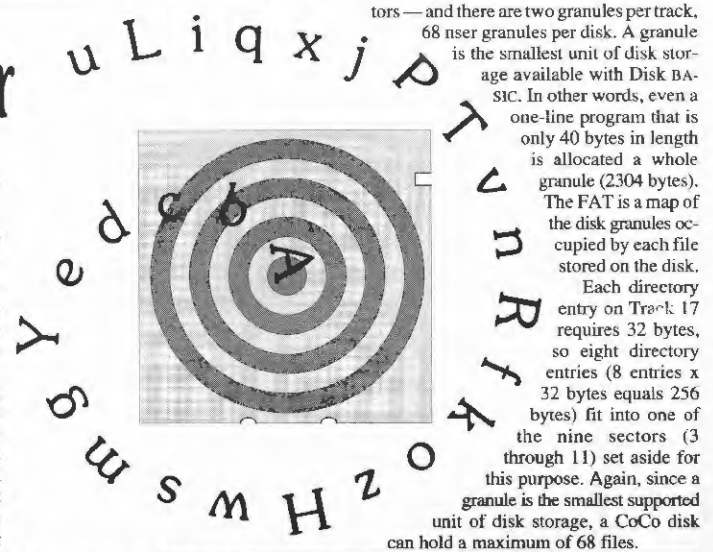 tors — and there are two granules per track,
68 nser granules per disk. A granule
is the smallest unit of disk stor-
age available with Disk BA-
SIC. In other words, even a
one-line program that is
only 40 bytes in length
is allocated a whole
granule (2304 bytes).
The FAT is a map of
the disk granules oc-
cupied by each file
stored on the disk.
Each directory
entry on Track 17
requires 32 bytes,
so eight directory
entries (8 entries x
32 bytes equals 256
bytes) fit into one of
the nine sectors (3
through 11) set aside for
this purpose. Again, since a
granule is the smallest supported
unit of disk storage, a CoCo disk
can hold a maximum of 68 files.
A b c d e Y g m s w H z o k f R n v T P j x i q L u r